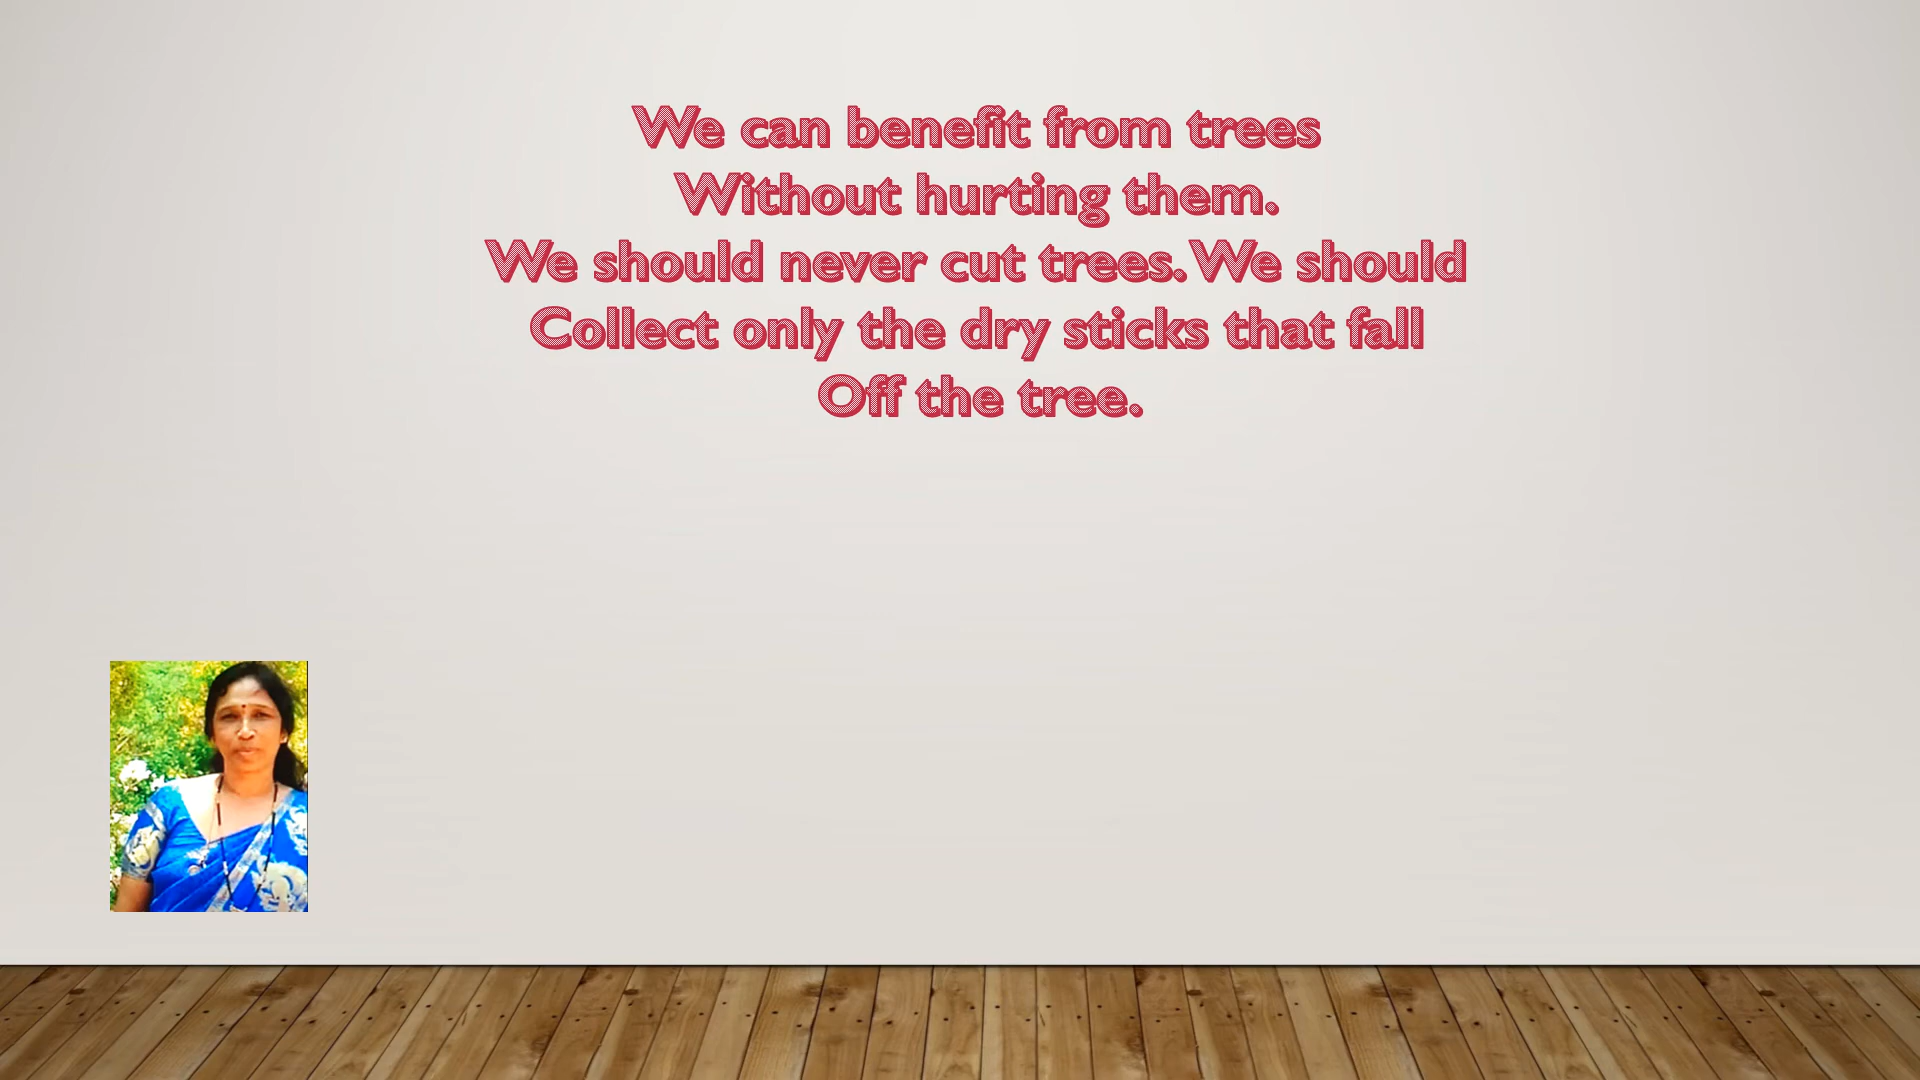 We can benefit from trees
Without hurting them.
We should never cut trees. We should
Collect only the dry sticks that fall
Off the tree.